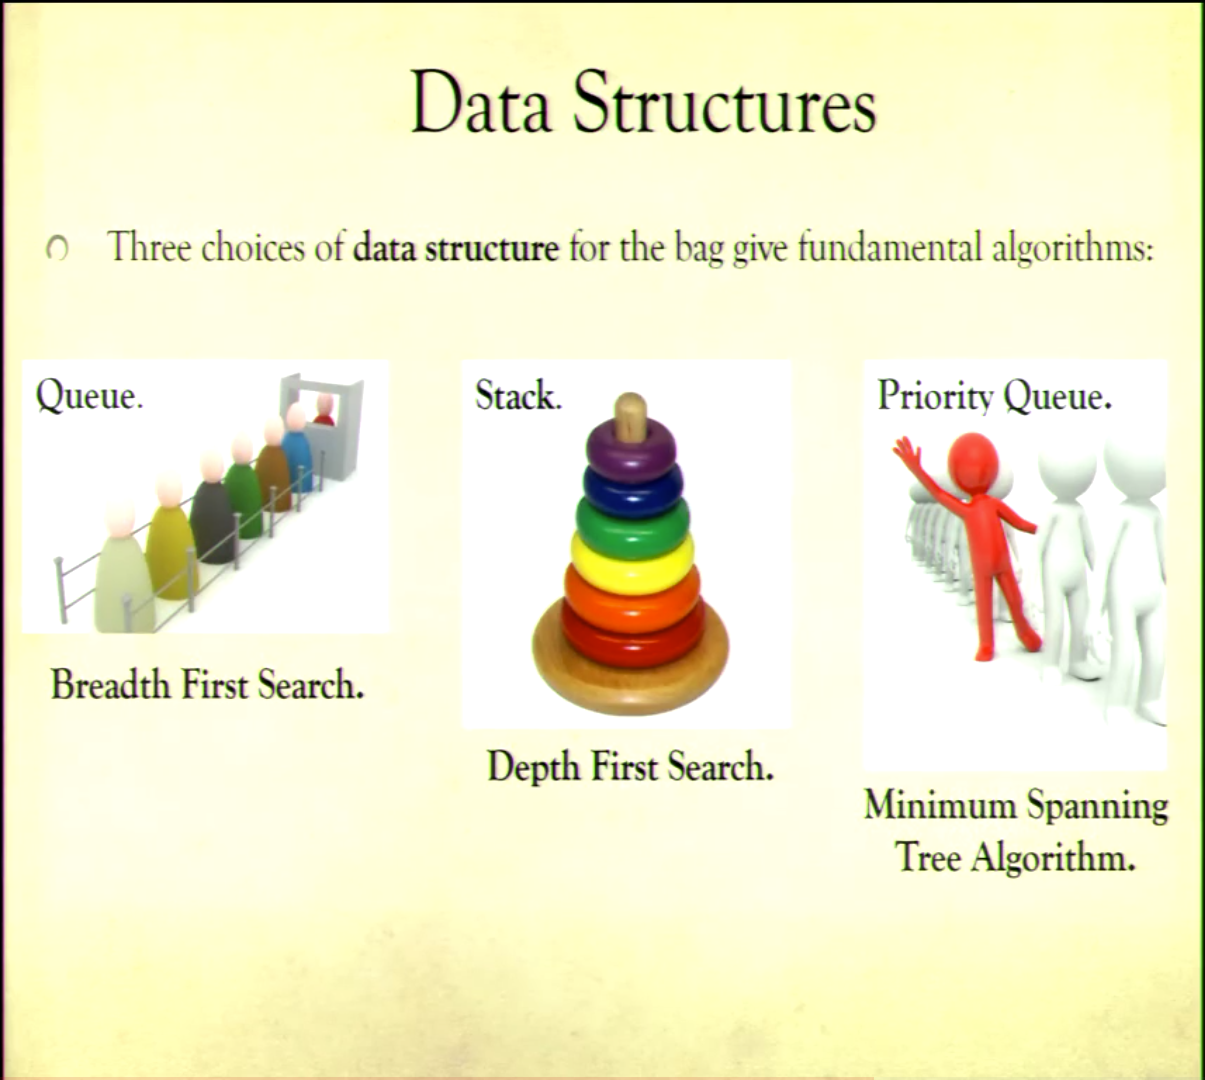 Data Structures
Three choices of data structure for the bag give fundamental algorithms:
Queue.
Breadth First Search.
Stack.
Depth First Search.
Priority Queue.
Minimum Spanning
Tree Algorithm.